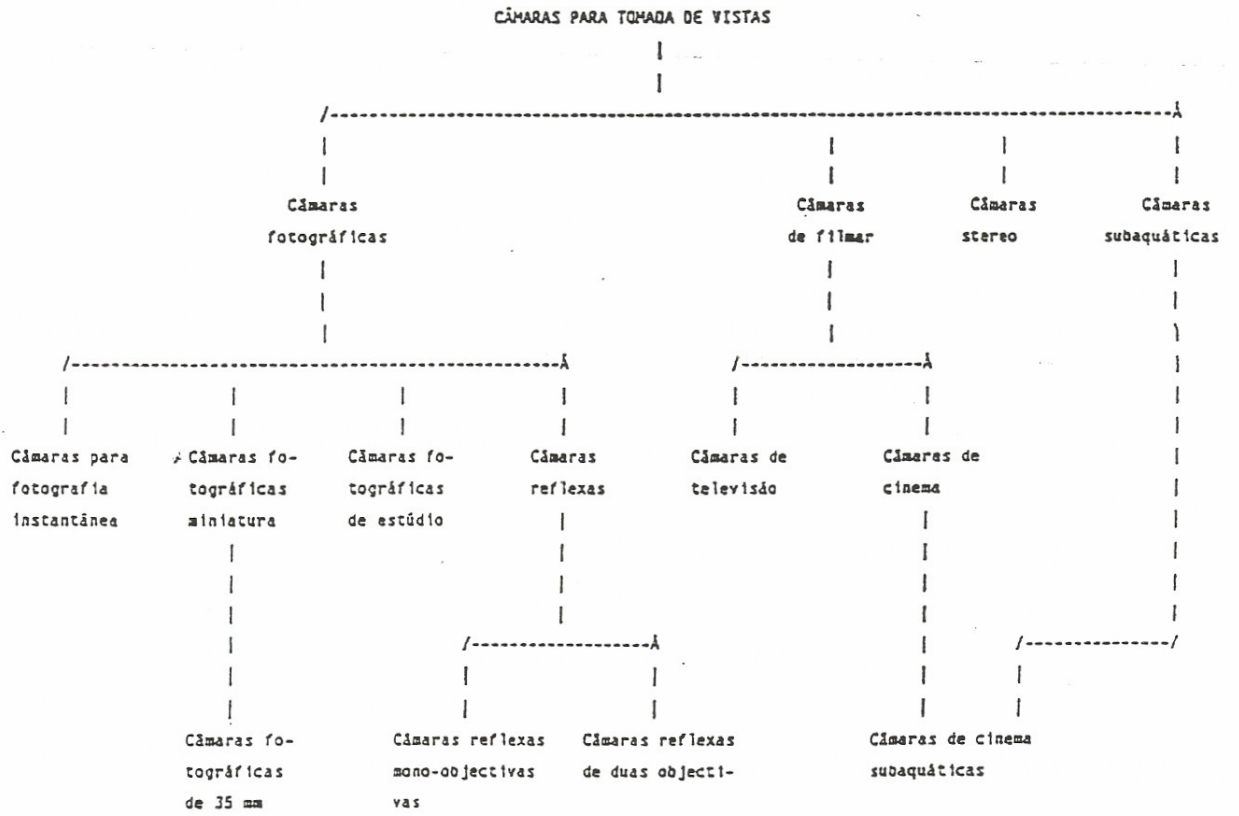 CÂMARAS PARA TOMADA DE VISTAS
Câmaras
fotográficas
Câmaras
de filmar
Câmaras
stereo
Câmaras
subaquáticas
Câmaras para
fotografia
instantânea
Câmaras fo-
tográficas
miniatura
Câmaras fo-
tográficas
de estúdio
Câmaras
reflexas
Câmaras de
televisão
Câmaras de
cinema
Câmaras fo-
tográficas
de 35 mm
Câmaras reflexas
mono-objectivas
Câmaras reflexas
de duas objecti-
vas
Câmaras de cinema
subaquáticas